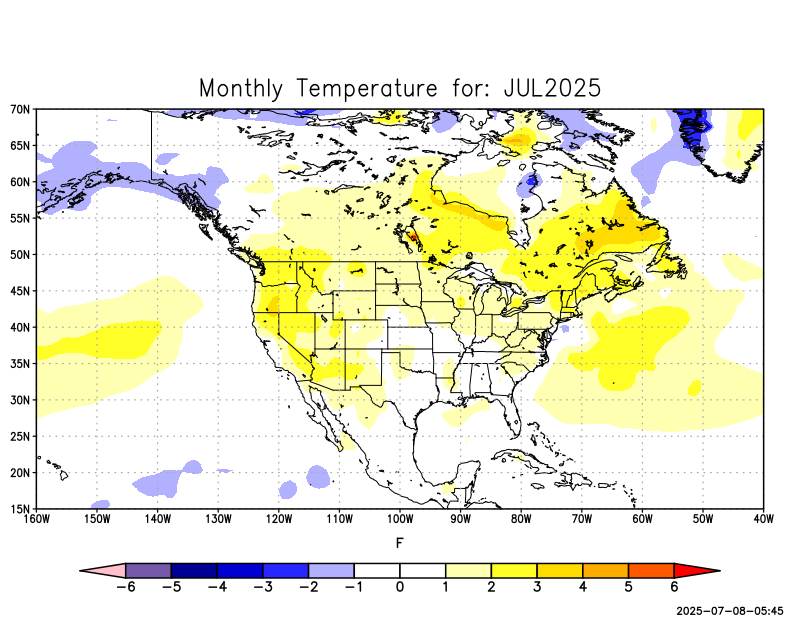 Monthly Temperature for: JUL2025
70N
65N
60N
55N
50N
45N
40N
35N
30N
25N
20N
15N
160W 150W 140W 130W 120W 110W 100W 90W 80W 70W 60W 50W 40W
F
-6 -5 -4 -3 -2 -1 0 1 2 3 4 5 6
2025-07-08-05:45